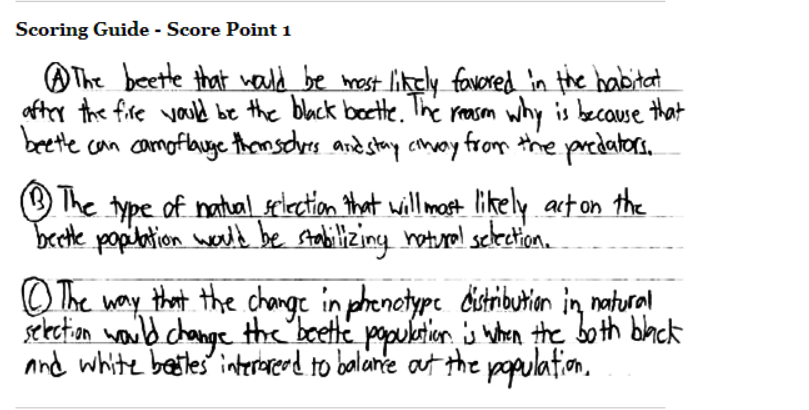 Scoring Guide - Score Point 1
Ⓐ The beetle that would be most likely favored in the habitat
after the fire would be the black beetle. The reason why is because that
beetle can camoflauge themselves and stay away from the predators.
Ⓑ The type of natual selection that will most likely act on the
beetle population would be stabilizing natural selection.
Ⓒ The way that the change in phenotype distribution in natural
selection would change the beetle population is when the both black
and white beetles interbreed to balance out the population.